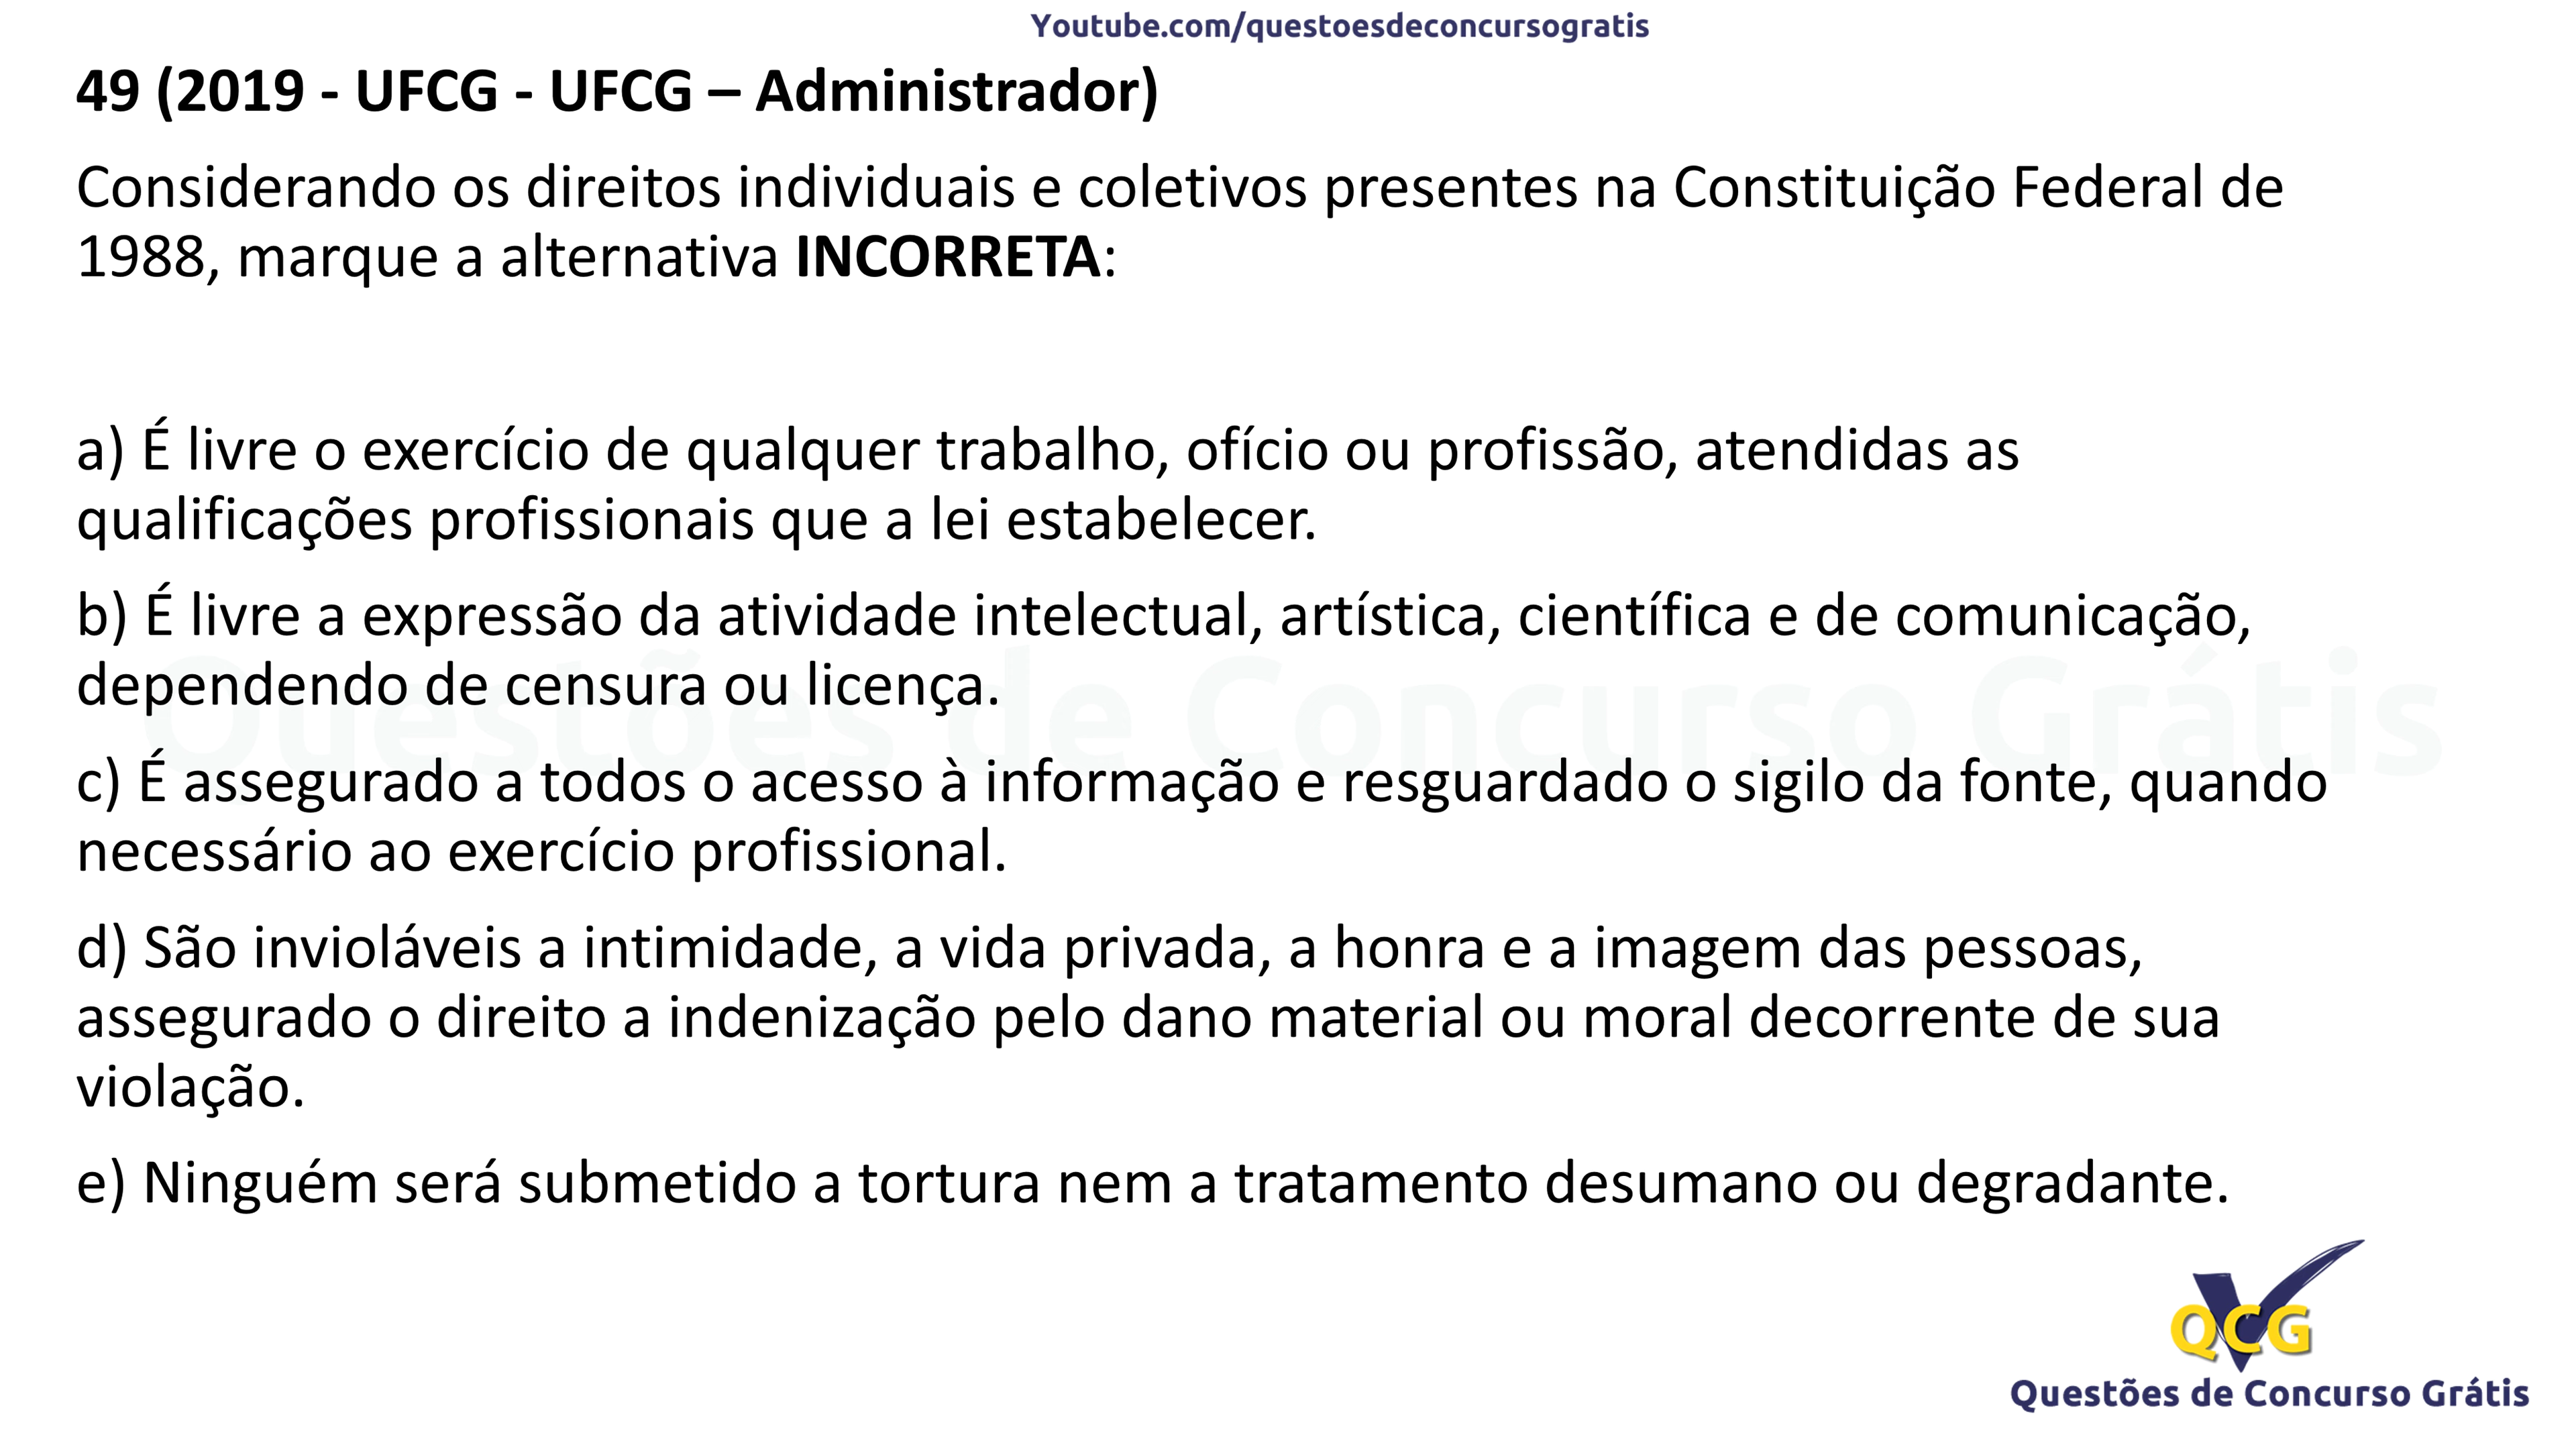 Youtube.com/questoesdeconcursogratis
49 (2019 - UFCG - UFCG – Administrador)
Considerando os direitos individuais e coletivos presentes na Constituição Federal de
1988, marque a alternativa INCORRETA:
a) É livre o exercício de qualquer trabalho, ofício ou profissão, atendidas as
qualificações profissionais que a lei estabelecer.
b) É livre a expressão da atividade intelectual, artística, científica e de comunicação,
dependendo de censura ou licença.
Questões de Concurso Grátis
c) É assegurado a todos o acesso à informação e resguardado o sigilo da fonte, quando
necessário ao exercício profissional.
d) São invioláveis a intimidade, a vida privada, a honra e a imagem das pessoas,
assegurado o direito a indenização pelo dano material ou moral decorrente de sua
violação.
e) Ninguém será submetido a tortura nem a tratamento desumano ou degradante.
QCG
Questões de Concurso Grátis